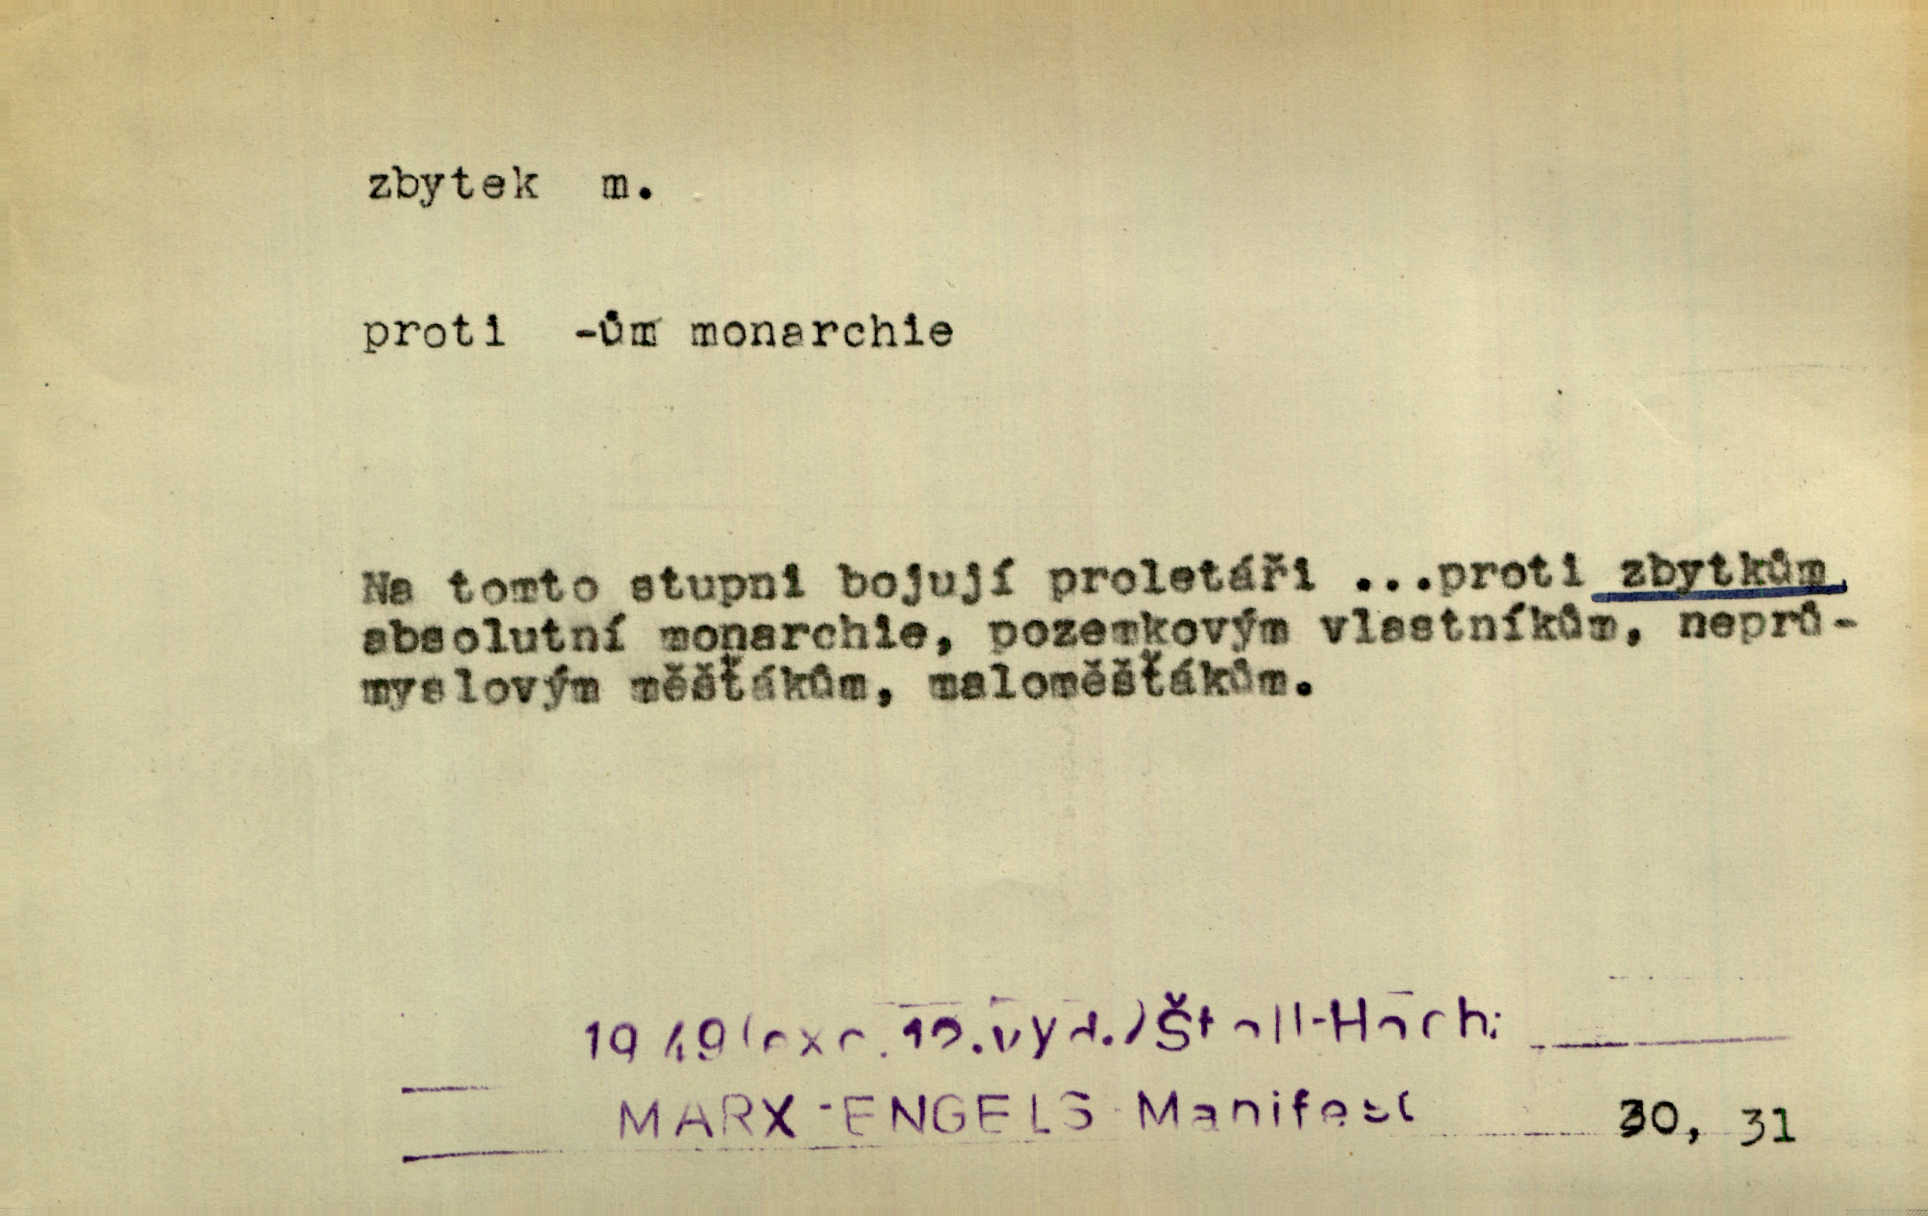 zbytek m.
proti -ům monarchie
Na tomto stupni bojují proletáři ...proti zbytkům
absolutní monarchie, pozemkovým vlastníkům, neprů-
myslovým měšťákům, maloměšťákům.
1949(exc. 12.vyd.)Štoll-Hoch:
MARX-ENGELS Manifest 30, 31